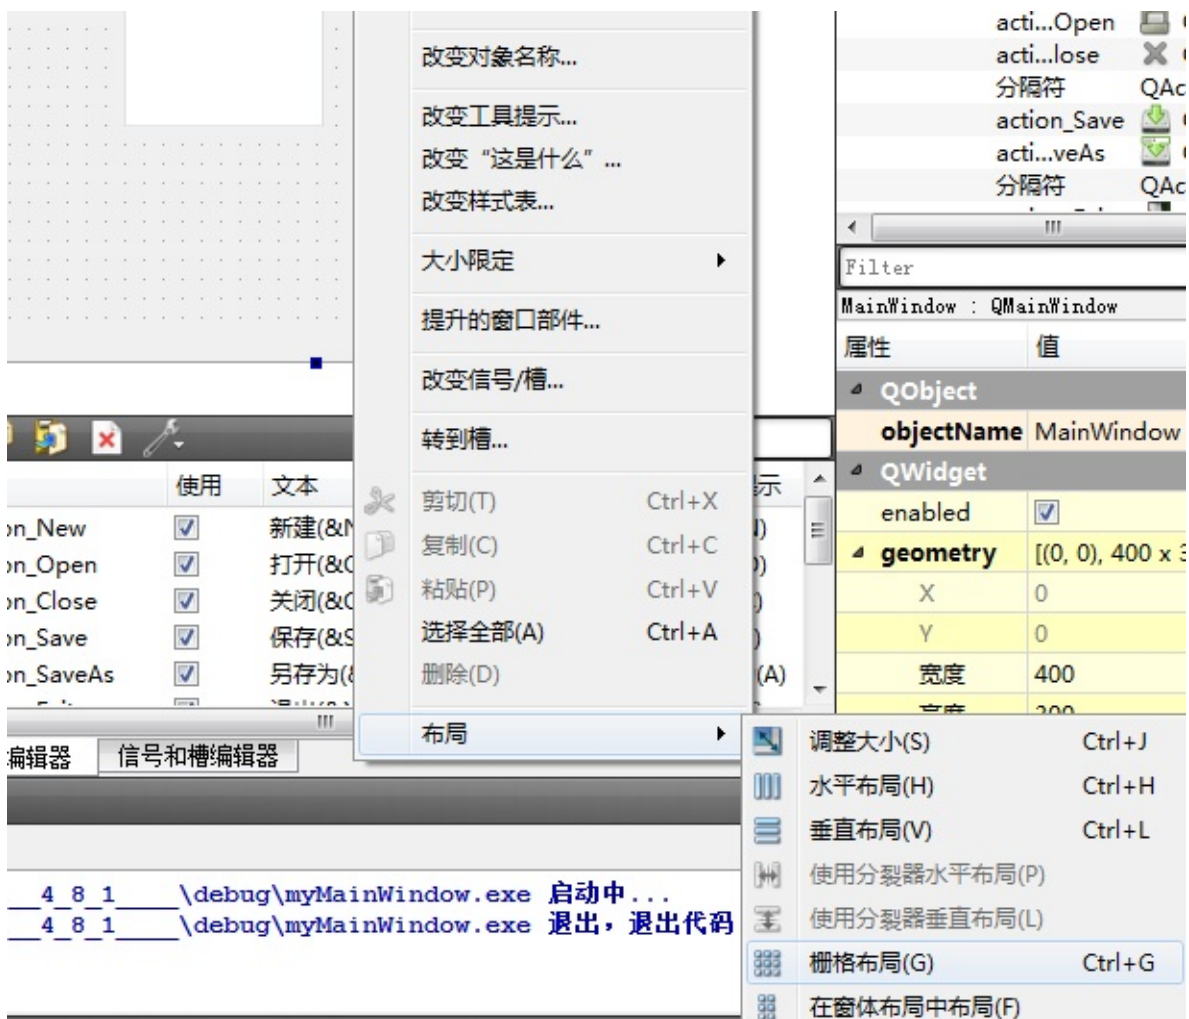 改变对象名称...
改变工具提示...
改变“这是什么”...
改变样式表...
大小限定
提升的窗口部件...
改变信号/槽...
转到槽...
剪切(T) Ctrl+X
复制(C) Ctrl+C
粘贴(P) Ctrl+V
选择全部(A) Ctrl+A
删除(D)
布局
acti...Open
acti...lose
分隔符 QAc
action_Save
acti...veAs
分隔符 QAc
Filter
MainWindow : QMainWindow
属性 值
QObject
objectName MainWindow
QWidget
enabled
geometry [(0, 0), 400 x 3
X 0
Y 0
宽度 400
使用 文本
on_New 新建(&N
on_Open 打开(&O
on_Close 关闭(&C
on_Save 保存(&S
on_SaveAs 另存为(& (A)
编辑器 信号和槽编辑器
调整大小(S) Ctrl+J
水平布局(H) Ctrl+H
垂直布局(V) Ctrl+L
使用分裂器水平布局(P)
使用分裂器垂直布局(L)
栅格布局(G) Ctrl+G
在窗体布局中布局(F)
__4_8_1____\debug\myMainWindow.exe 启动中...
__4_8_1____\debug\myMainWindow.exe 退出，退出代码